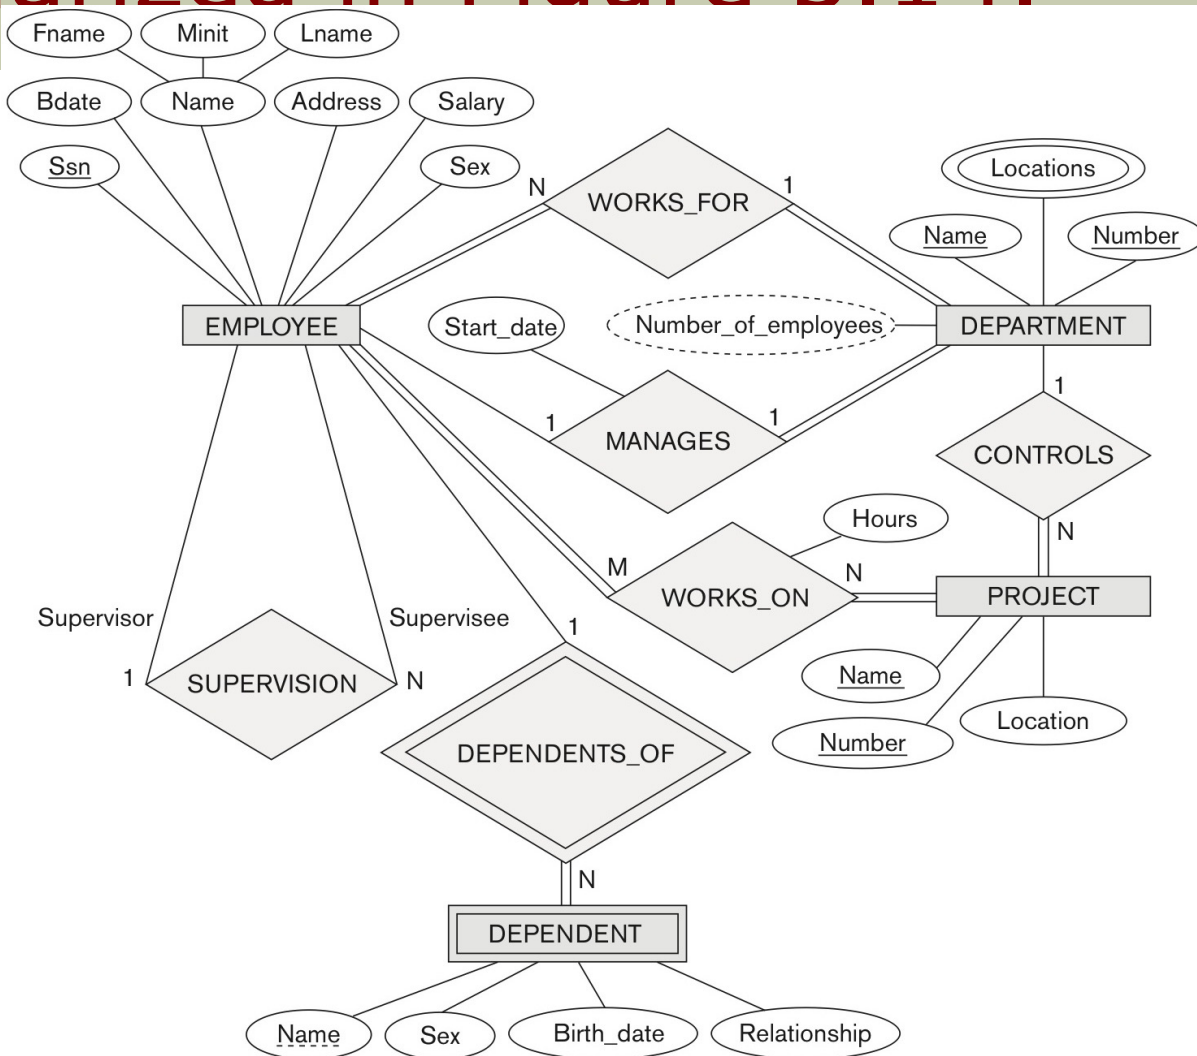 Fname Minit Lname
Bdate Name Address Salary
Ssn Sex
N WORKS_FOR 1
Locations
Name Number
EMPLOYEE Start_date Number_of_employees DEPARTMENT
1 MANAGES 1
1
CONTROLS
N
Hours
M WORKS_ON N PROJECT
Supervisor Supervisee
1 SUPERVISION N
1
Name
Number Location
DEPENDENTS_OF
N
DEPENDENT
Name Sex Birth_date Relationship